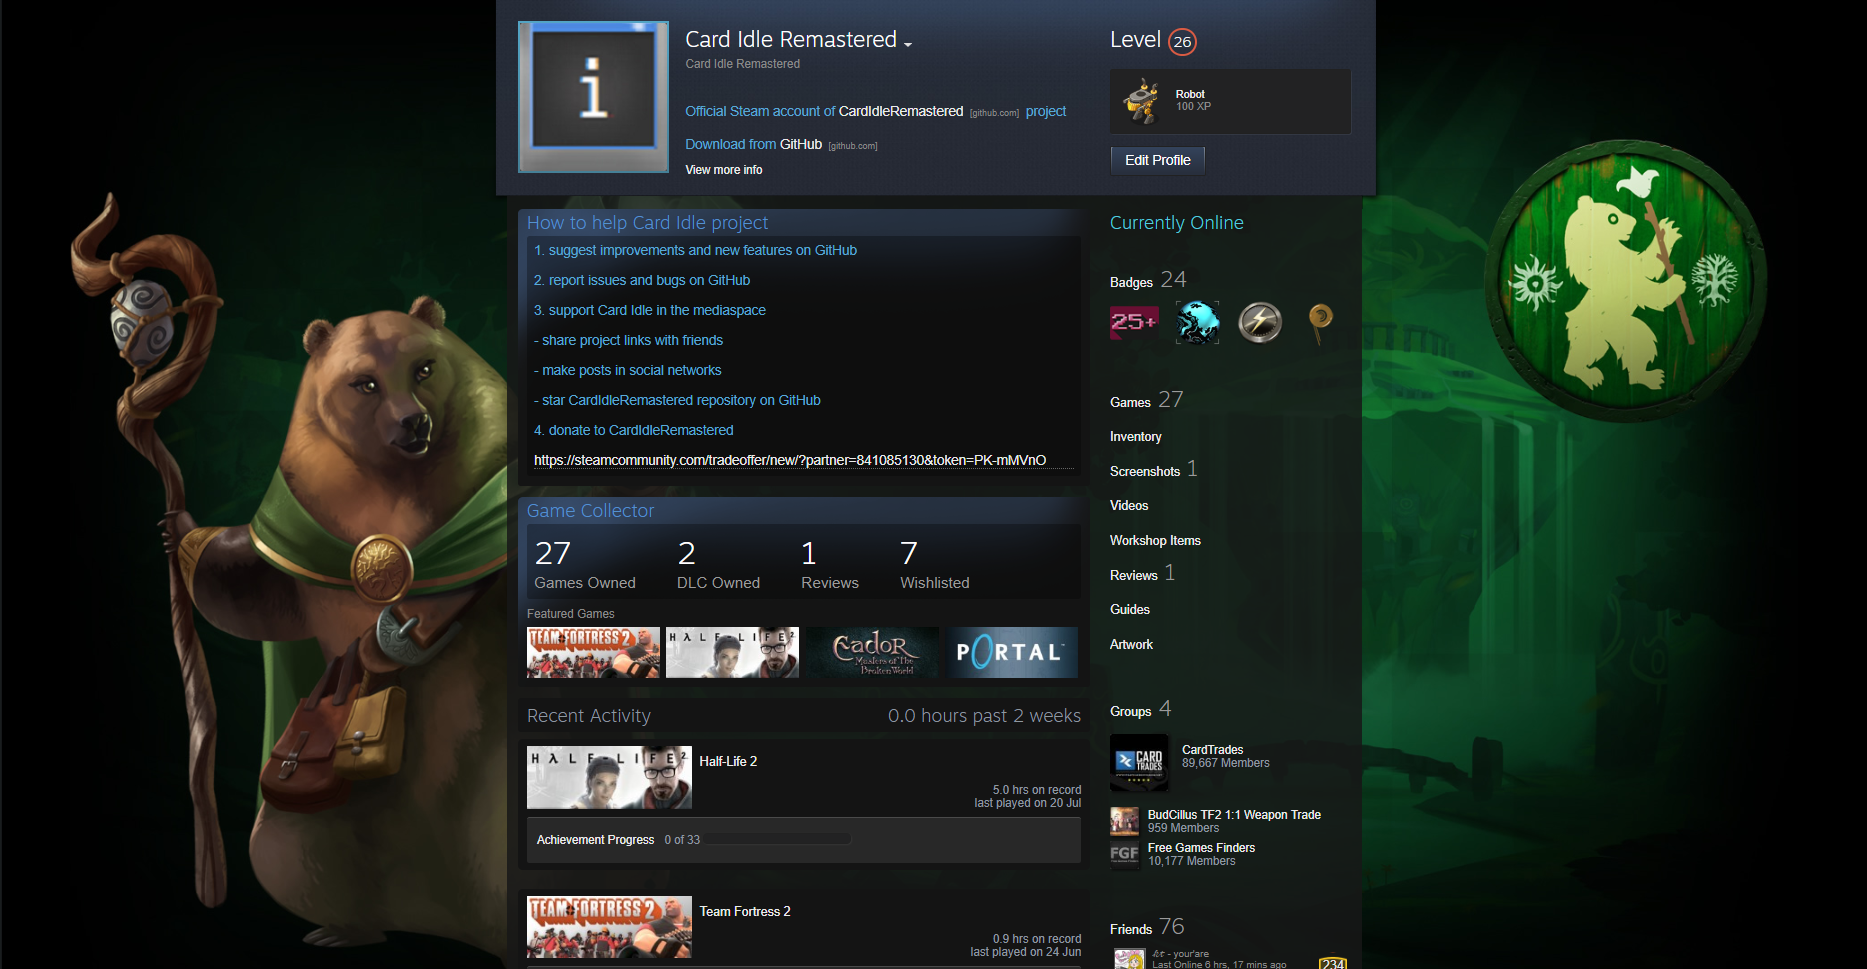 Card Idle Remastered
Card Idle Remastered
Official Steam account of CardIdleRemastered [github.com] project
Download from GitHub [github.com]
View more info
Level 26
Robot
100 XP
Edit Profile
How to help Card Idle project
1. suggest improvements and new features on GitHub
2. report issues and bugs on GitHub
3. support Card Idle in the mediaspace
- share project links with friends
- make posts in social networks
- star CardIdleRemastered repository on GitHub
4. donate to CardIdleRemastered
https://steamcommunity.com/tradeoffer/new/?partner=841085130&token=PK-mMVnO
Game Collector
27 2 1 7
Games Owned DLC Owned Reviews Wishlisted
Featured Games
TEAM FORTRESS 2
HλLF-LIFE²
Eador
Masters of The
Broken World
PORTAL
Recent Activity 0.0 hours past 2 weeks
HλLF-LIFE²
Half-Life 2
5.0 hrs on record
last played on 20 Jul
Achievement Progress 0 of 33
TEAM FORTRESS 2
Team Fortress 2
0.9 hrs on record
last played on 24 Jun
Currently Online
Badges 24
25+
Games 27
Inventory
Screenshots 1
Videos
Workshop Items
Reviews 1
Guides
Artwork
Groups 4
CARD
TRADES
CardTrades
89,667 Members
BudCillus TF2 1:1 Weapon Trade
959 Members
FGF
Free Games Finders
10,177 Members
Friends 76
- your'are
Last Online 6 hrs, 17 mins ago
234